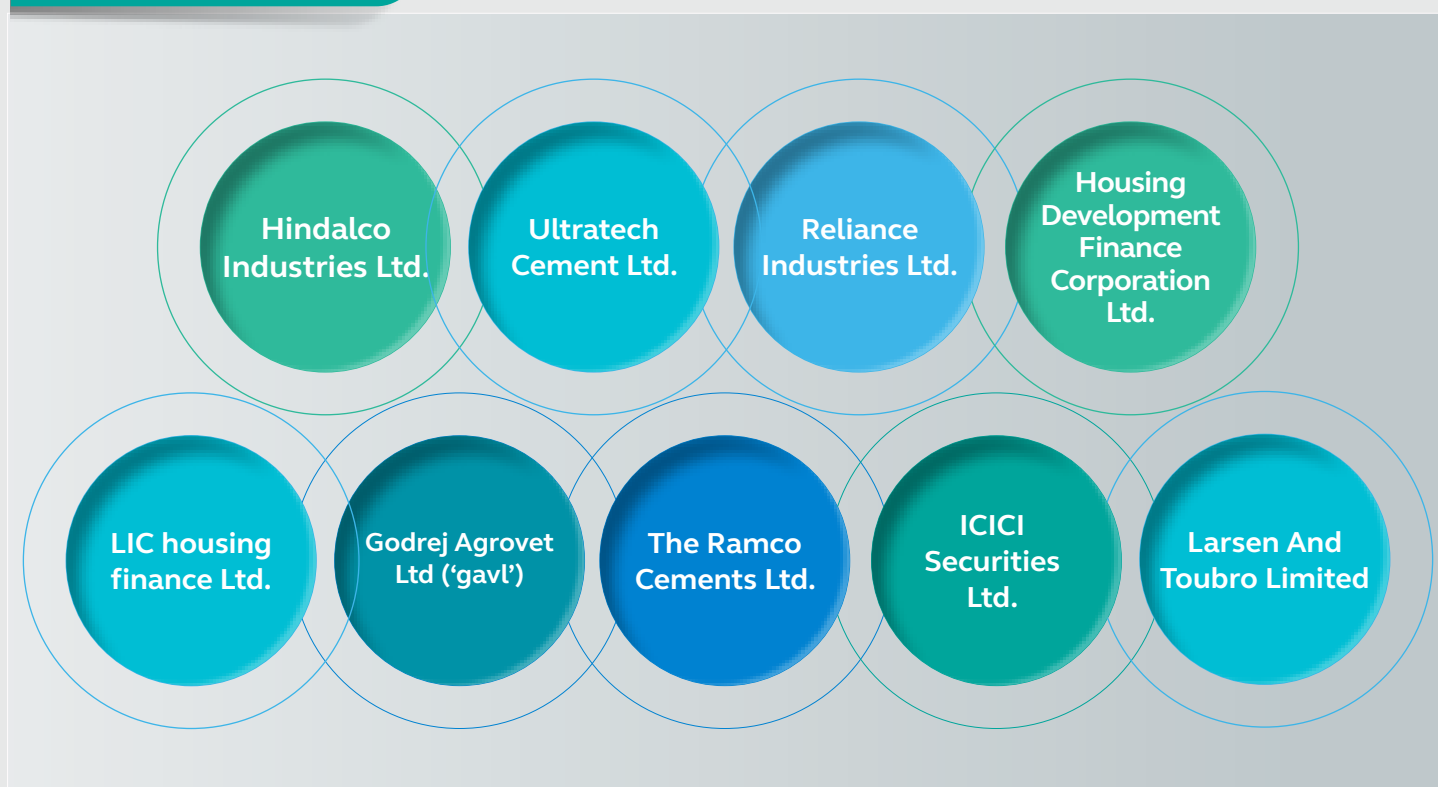 Hindalco
Industries Ltd.
Ultratech
Cement Ltd.
Reliance
Industries Ltd.
Housing
Development
Finance
Corporation
Ltd.
LIC housing
finance Ltd.
Godrej Agrovet
Ltd (‘gavl’)
The Ramco
Cements Ltd.
ICICI
Securities
Ltd.
Larsen And
Toubro Limited